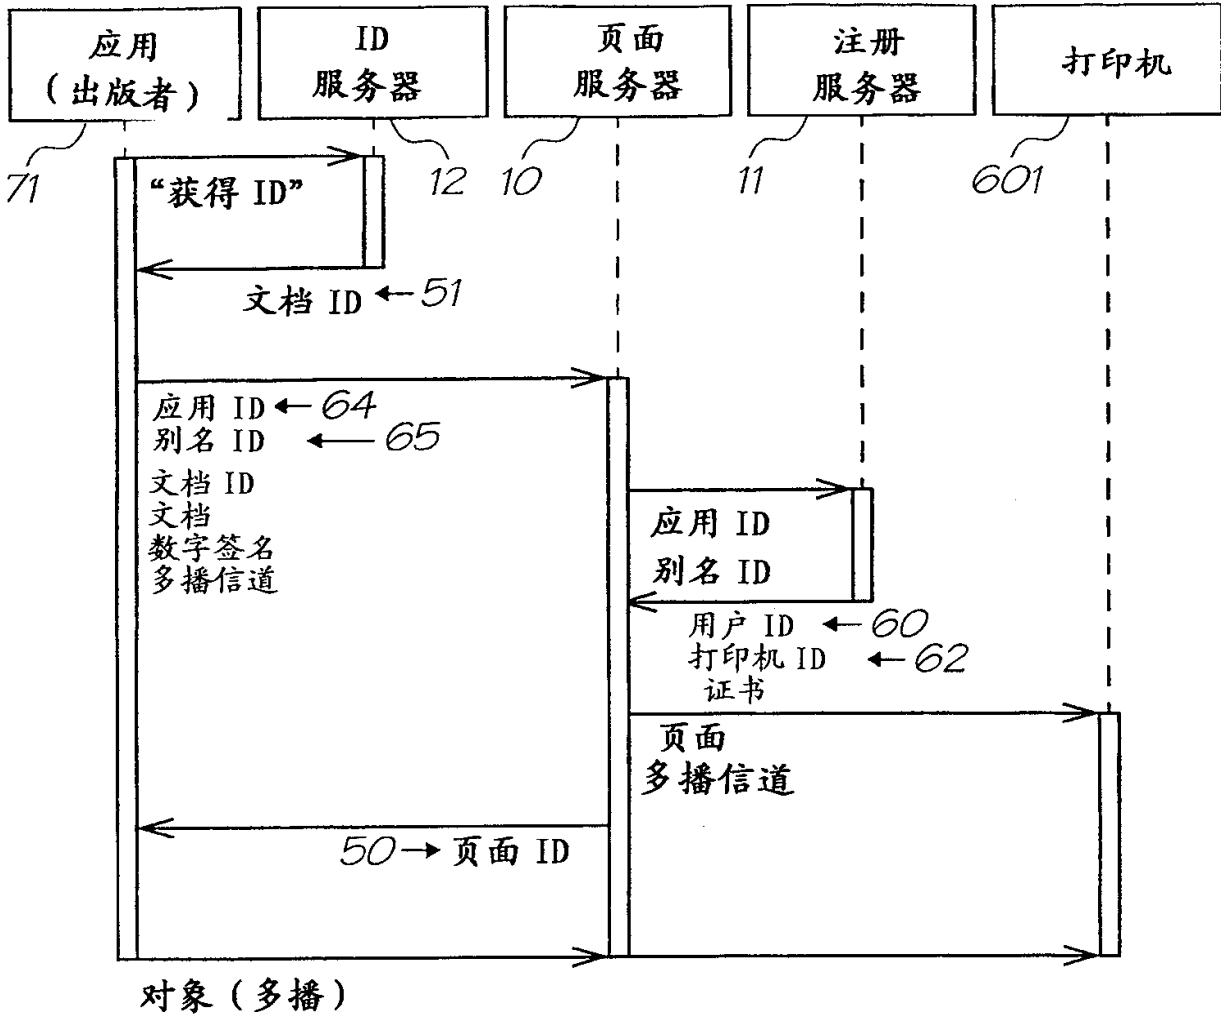 应用
(出版者)
ID
服务器
页面
服务器
注册
服务器
打印机
71
12
10
11
601
“获得 ID”
文档 ID
51
应用 ID
64
别名 ID
65
文档 ID
文档
数字签名
多播信道
应用 ID
别名 ID
用户 ID
60
打印机 ID
62
证书
页面
多播信道
50
页面 ID
对象(多播)